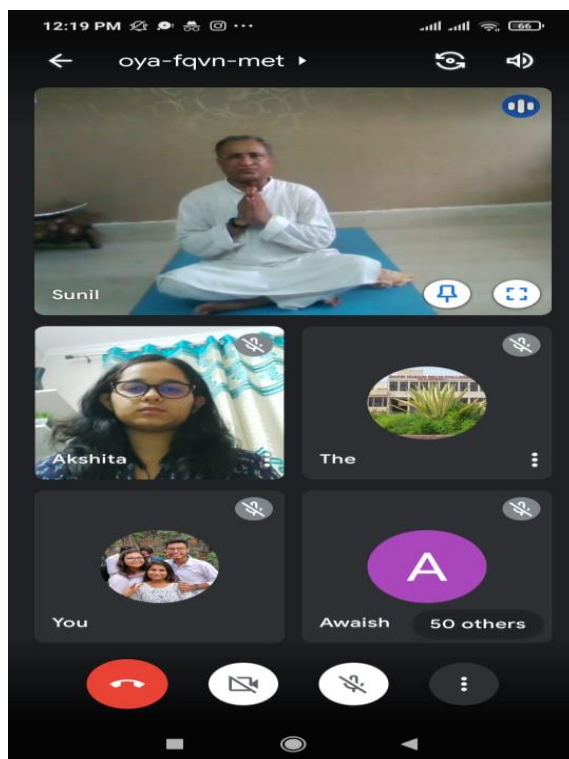 12:19 PM
66
oya-fqvn-met
Sunil
Akshita
The
You
A
Awaish
50 others